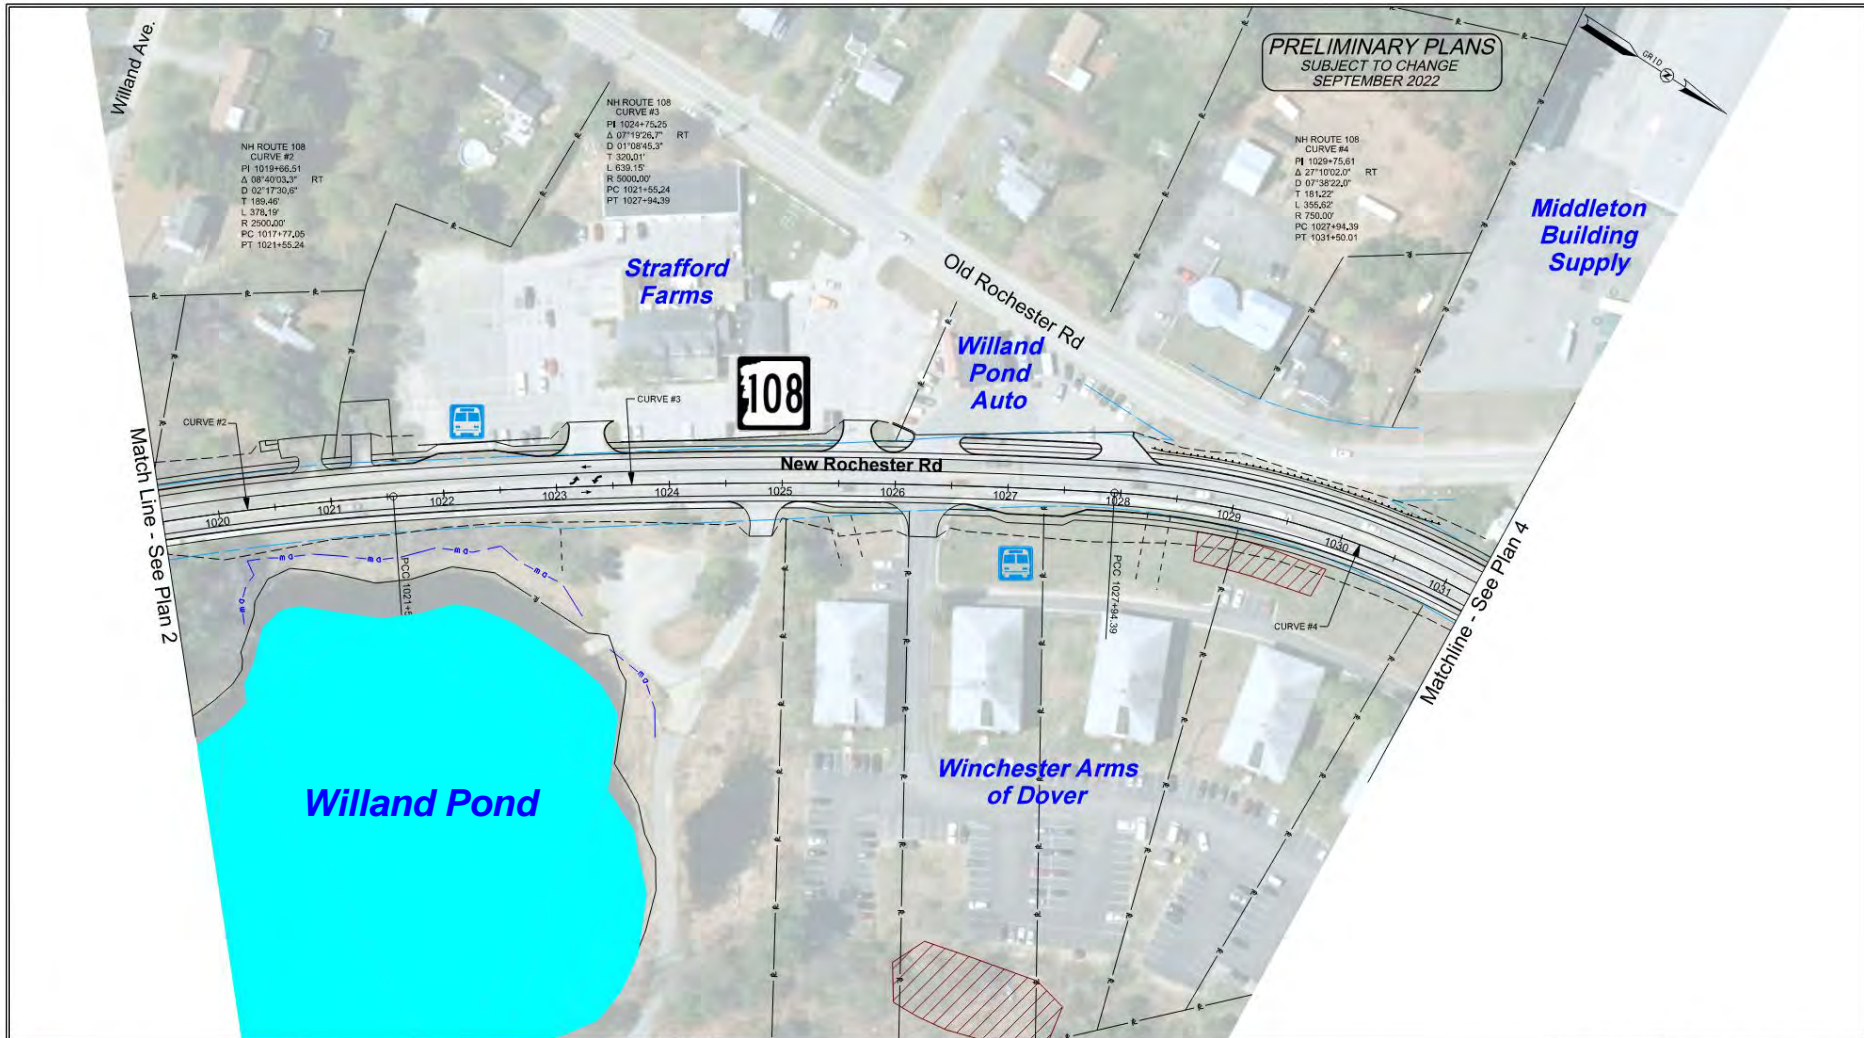 Willand Ave.
PRELIMINARY PLANS
SUBJECT TO CHANGE
SEPTEMBER 2022
GRID
N
NH ROUTE 108
CURVE #2
PI 1019+66.51
Δ 08°40'03.3" RT
D 02°17'30.6"
T 189.46'
L 378.19'
R 2500.00'
PC 1017+77.05
PT 1021+55.24
NH ROUTE 108
CURVE #3
PI 1024+75.25
Δ 07°19'26.7" RT
D 01°08'45.3"
T 320.01'
L 639.15'
R 5000.00'
PC 1021+55.24
PT 1027+94.39
NH ROUTE 108
CURVE #4
PI 1029+75.61
Δ 27°10'02.0" RT
D 07°38'22.0"
T 181.22'
L 355.62'
R 750.00'
PC 1027+94.39
PT 1031+50.01
Middleton
Building
Supply
Strafford
Farms
Old Rochester Rd
Willand
Pond
Auto
108
CURVE #2
CURVE #3
New Rochester Rd
1020
1021
1022
1023
1024
1025
1026
1027
1028
1029
1030
1031
Match Line - See Plan 2
Matchline - See Plan 4
PCC 1021+5
PCC 1027+94.39
CURVE #4
Winchester Arms
of Dover
Willand Pond